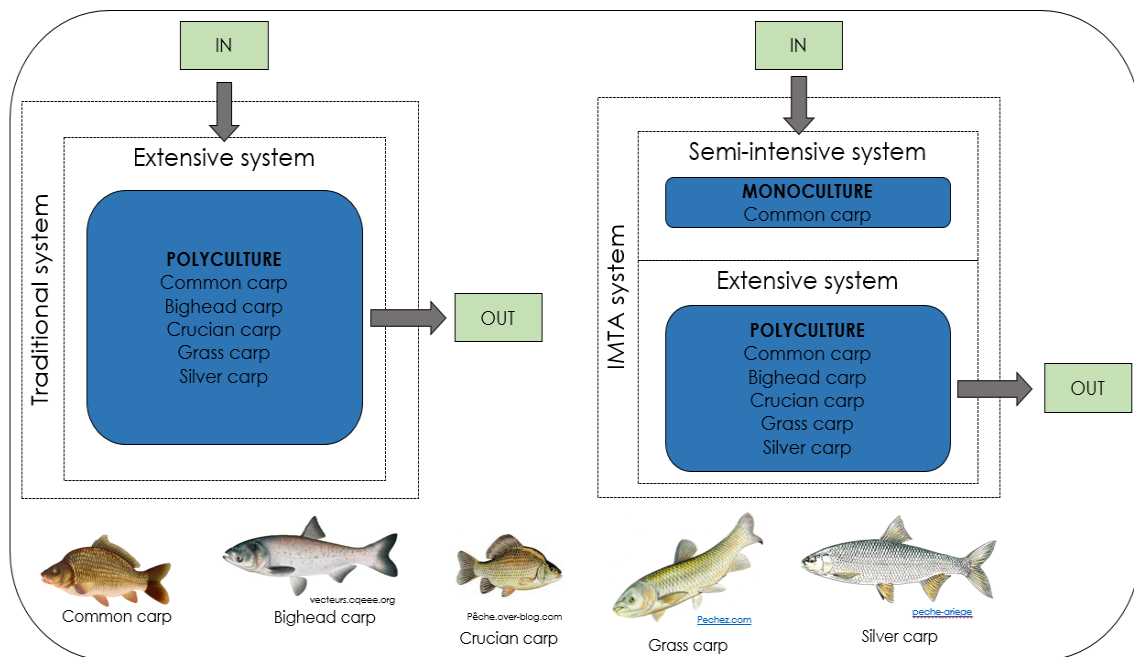 IN
Traditional system
Extensive system
POLYCULTURE
Common carp
Bighead carp
Crucian carp
Grass carp
Silver carp
OUT
IN
IMTA system
Semi-intensive system
MONOCULTURE
Common carp
Extensive system
POLYCULTURE
Common carp
Bighead carp
Crucian carp
Grass carp
Silver carp
OUT
Common carp
vecteurs.cqeee.org
Bighead carp
Pêche.over-blog.com
Crucian carp
Pechez.com
Grass carp
peche-ariege
Silver carp